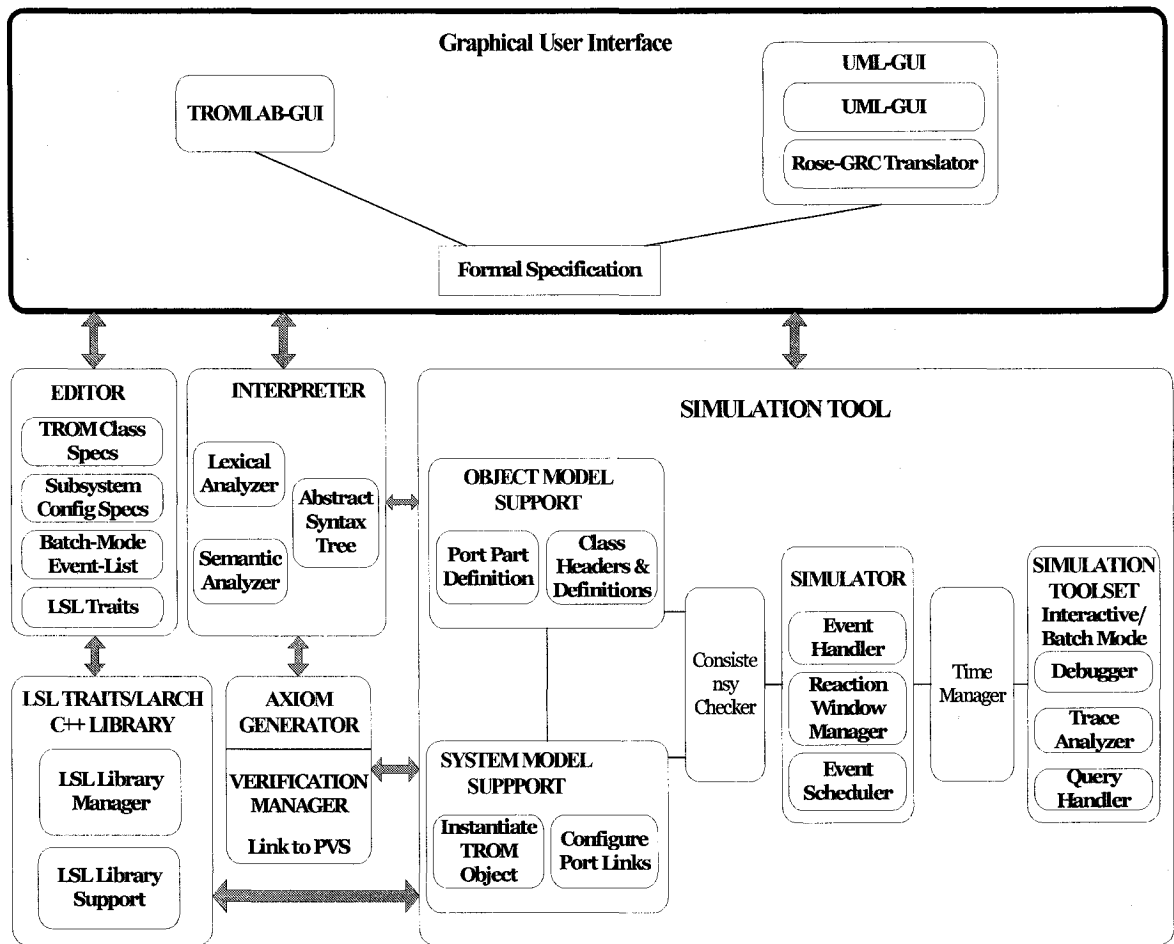 Graphical User Interface
TROMLAB-GUI
UML-GUI
UML-GUI
Rose-GRC Translator
Formal Specification
EDITOR
TROM Class
Specs
Subsystem
Config Specs
Batch-Mode
Event-List
LSL Traits
INTERPRETER
Lexical
Analyzer
Abstract
Syntax
Tree
Semantic
Analyzer
SIMULATION TOOL
OBJECT MODEL
SUPPORT
Port Part
Definition
Class
Headers &
Definitions
Consiste
nsy
Checker
SIMULATOR
Event
Handler
Reaction
Window
Manager
Event
Scheduler
Time
Manager
SIMULATION
TOOLSET
Interactive/
Batch Mode
Debugger
Trace
Analyzer
Query
Handler
LSL TRAITS/LARCH
C++ LIBRARY
LSL Library
Manager
LSL Library
Support
AXIOM
GENERATOR
VERIFICATION
MANAGER
Link to PVS
SYSTEM MODEL
SUPPPORT
Instantiate
TROM
Object
Configure
Port Links